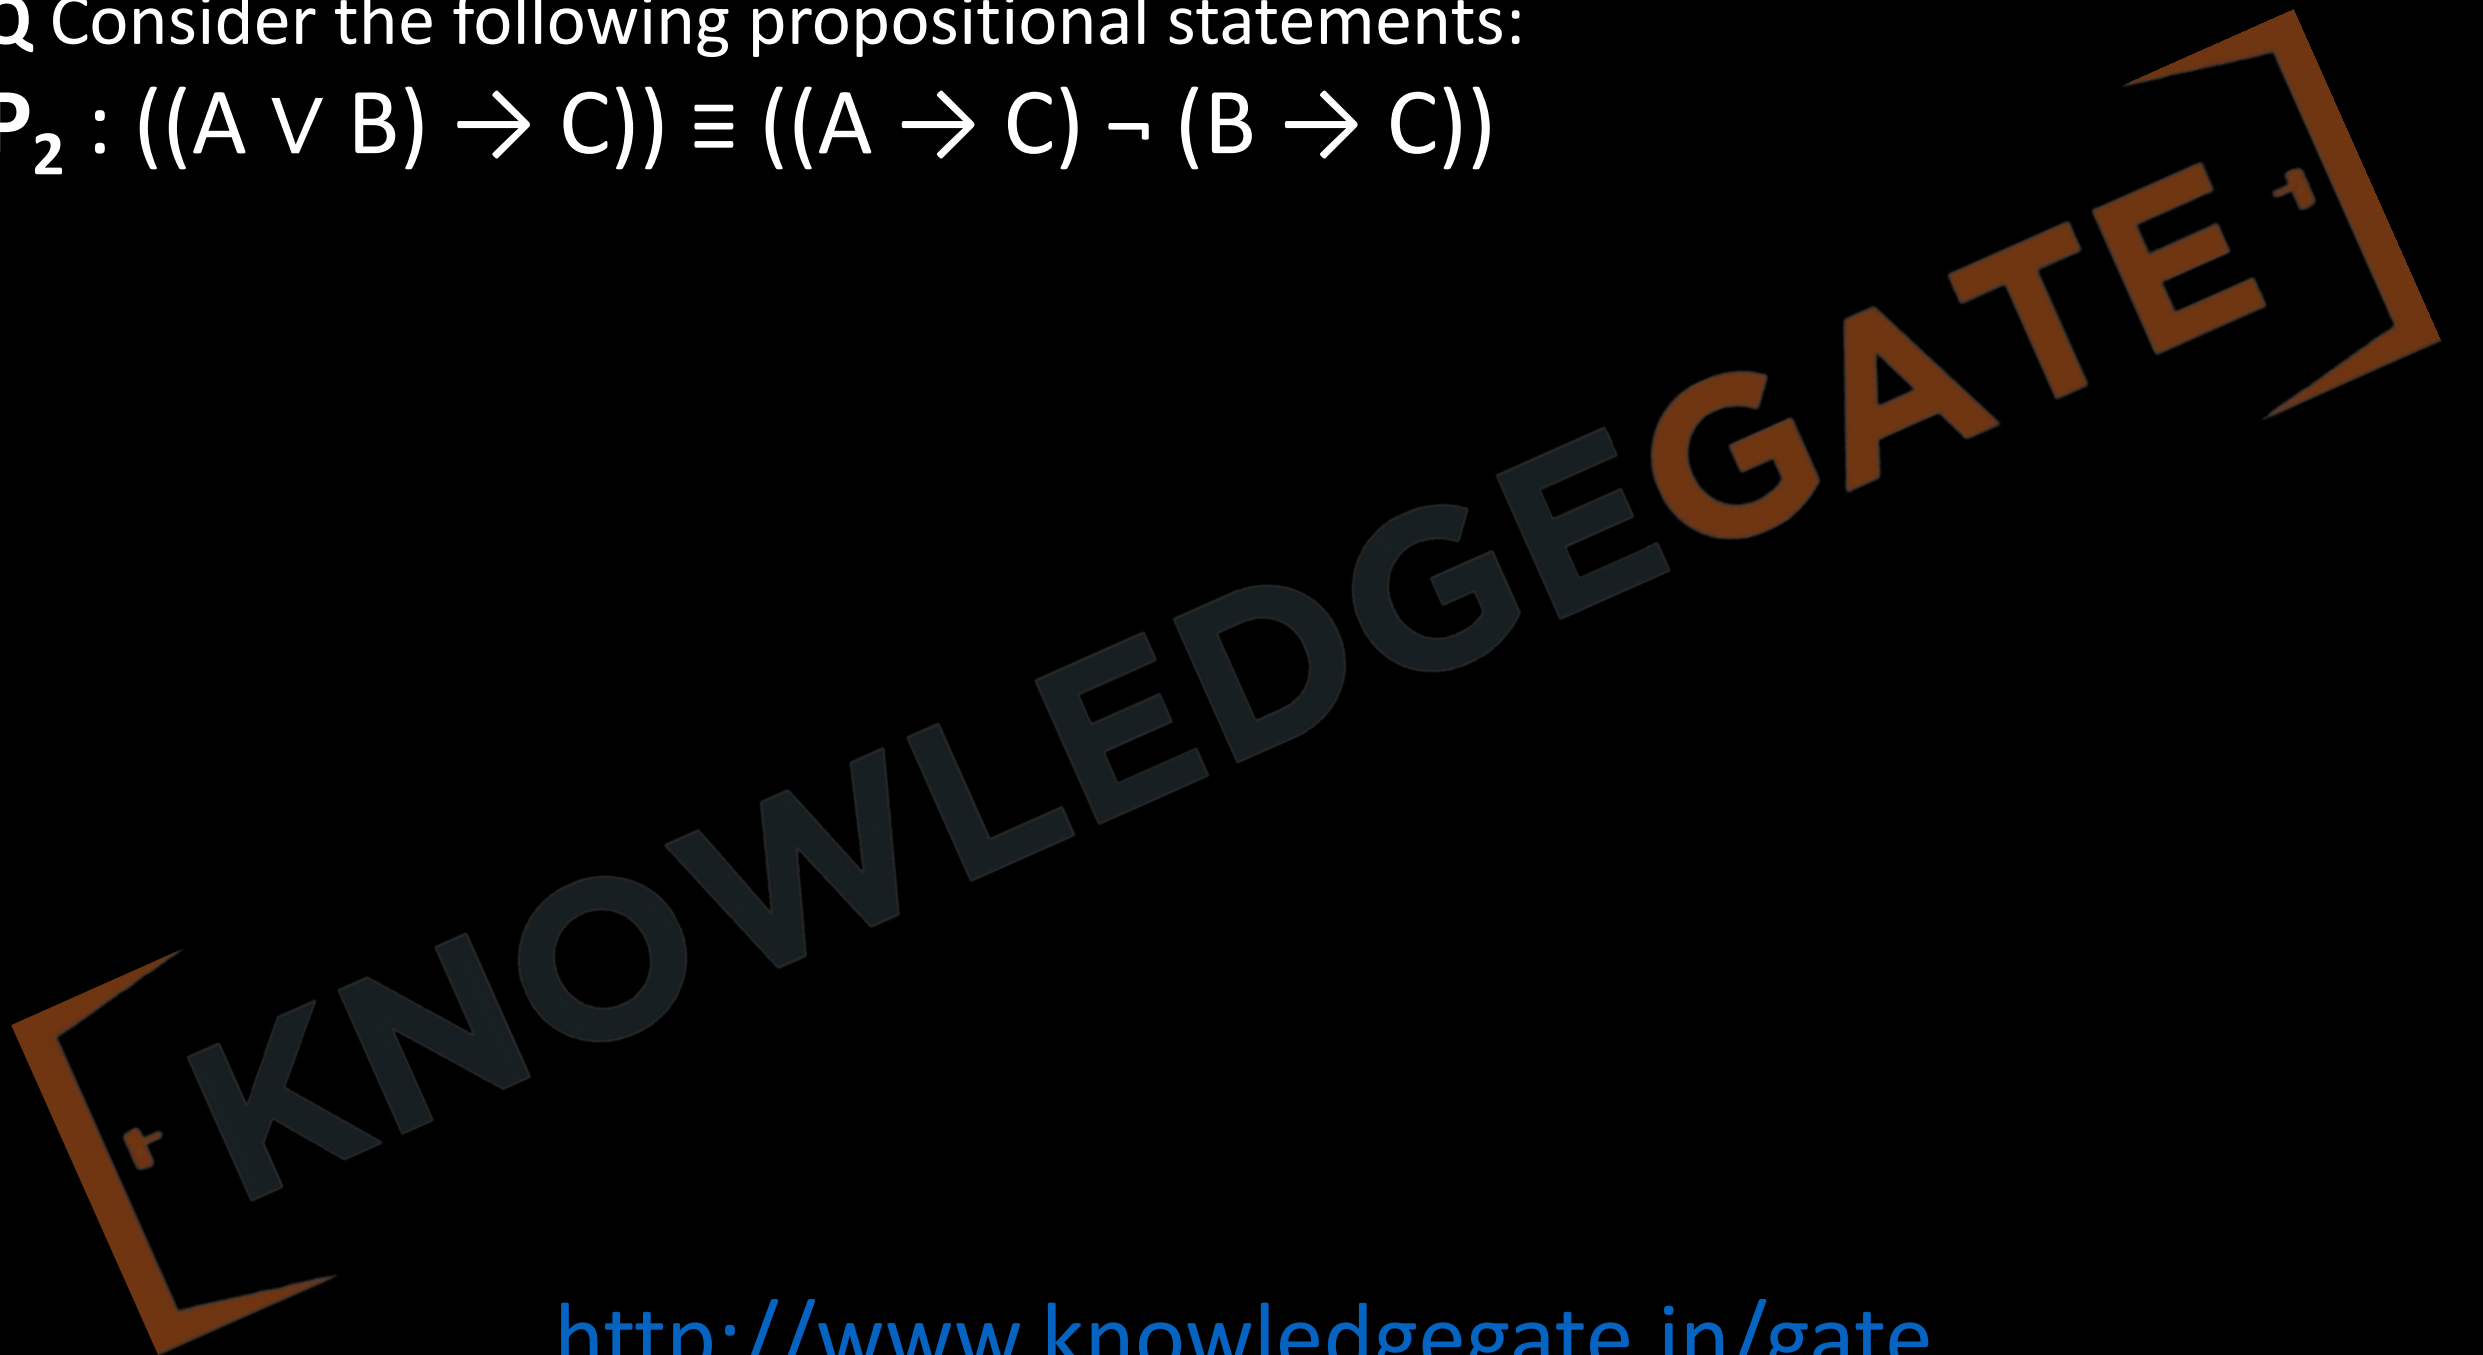 Q Consider the following propositional statements:
P₂ : ((A ∨ B) → C)) ≡ ((A → C) ¬ (B → C))
KNOWLEDGEGATE
http://www.knowledgegate.in/gate